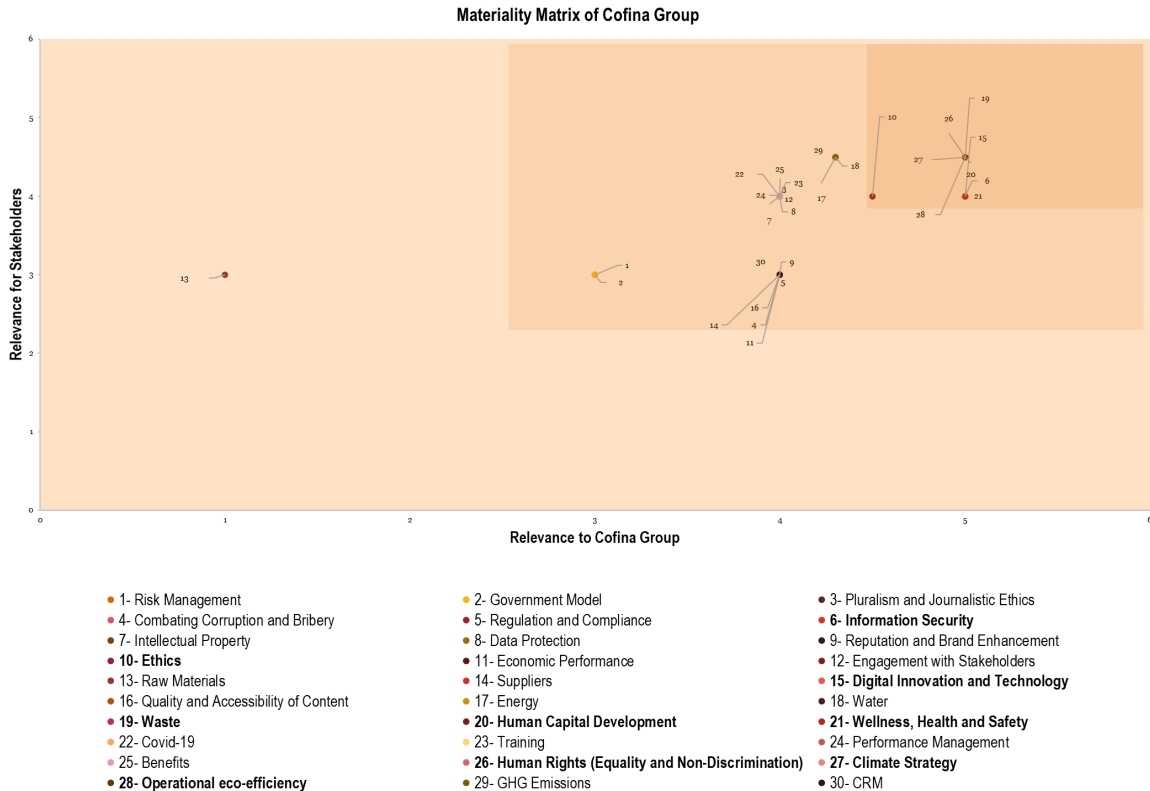 Materiality Matrix of Cofina Group
6
5
4
3
2
1
0
Relevance for Stakeholders
19
10
26
15
29
27
18
25
22
23
20
6
3
24
12
21
17
8
28
7
30
9
1
13
2
5
16
14
4
11
0
1
2
3
4
5
6
Relevance to Cofina Group
1- Risk Management
2- Government Model
3- Pluralism and Journalistic Ethics
4- Combating Corruption and Bribery
5- Regulation and Compliance
6- Information Security
7- Intellectual Property
8- Data Protection
9- Reputation and Brand Enhancement
10- Ethics
11- Economic Performance
12- Engagement with Stakeholders
13- Raw Materials
14- Suppliers
15- Digital Innovation and Technology
16- Quality and Accessibility of Content
17- Energy
18- Water
19- Waste
20- Human Capital Development
21- Wellness, Health and Safety
22- Covid-19
23- Training
24- Performance Management
25- Benefits
26- Human Rights (Equality and Non-Discrimination)
27- Climate Strategy
28- Operational eco-efficiency
29- GHG Emissions
30- CRM